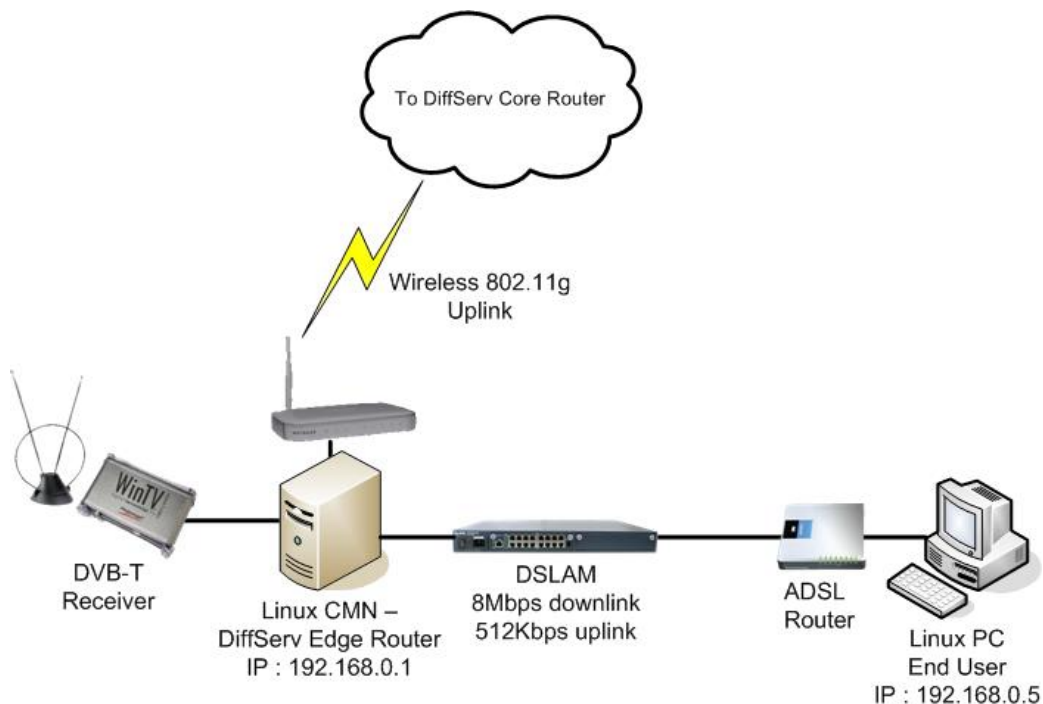 To DiffServ Core Router
Wireless 802.11g
Uplink
WinTV
DVB-T
Receiver
Linux CMN –
DiffServ Edge Router
IP : 192.168.0.1
DSLAM
8Mbps downlink
512Kbps uplink
ADSL
Router
Linux PC
End User
IP : 192.168.0.5